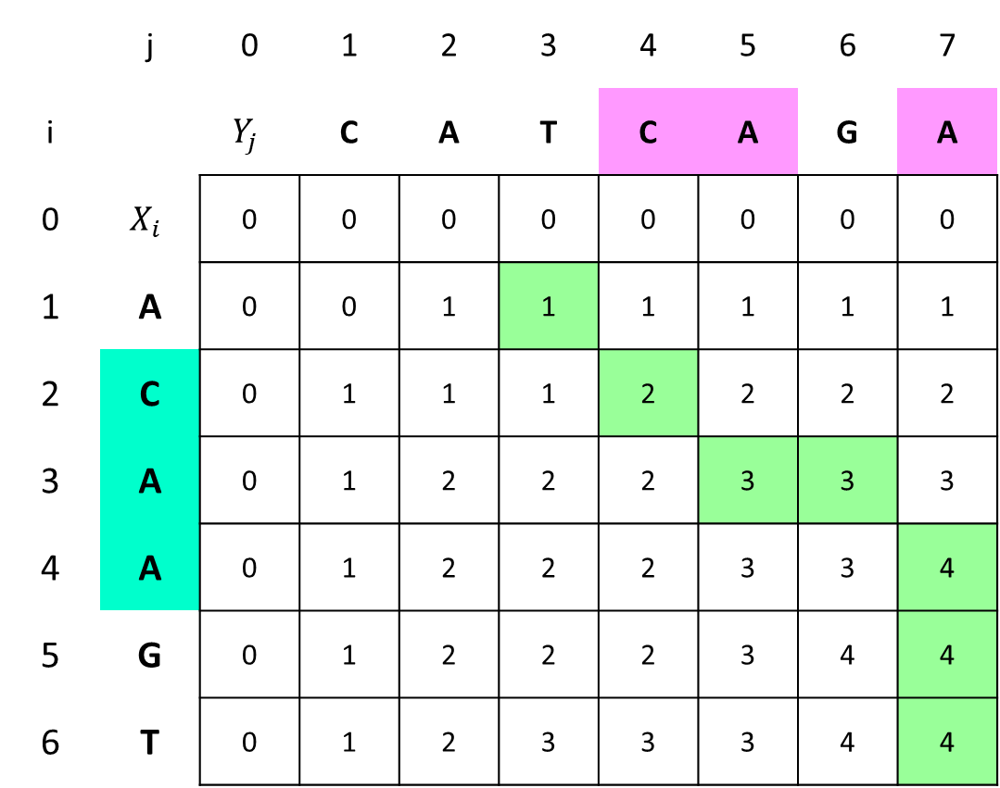 j 0 1 2 3 4 5 6 7
i Yj C A T C A G A
0 Xi 0 0 0 0 0 0 0 0
1 A 0 0 1 1 1 1 1 1
2 C 0 1 1 1 2 2 2 2
3 A 0 1 2 2 2 3 3 3
4 A 0 1 2 2 2 3 3 4
5 G 0 1 2 2 2 3 4 4
6 T 0 1 2 3 3 3 4 4